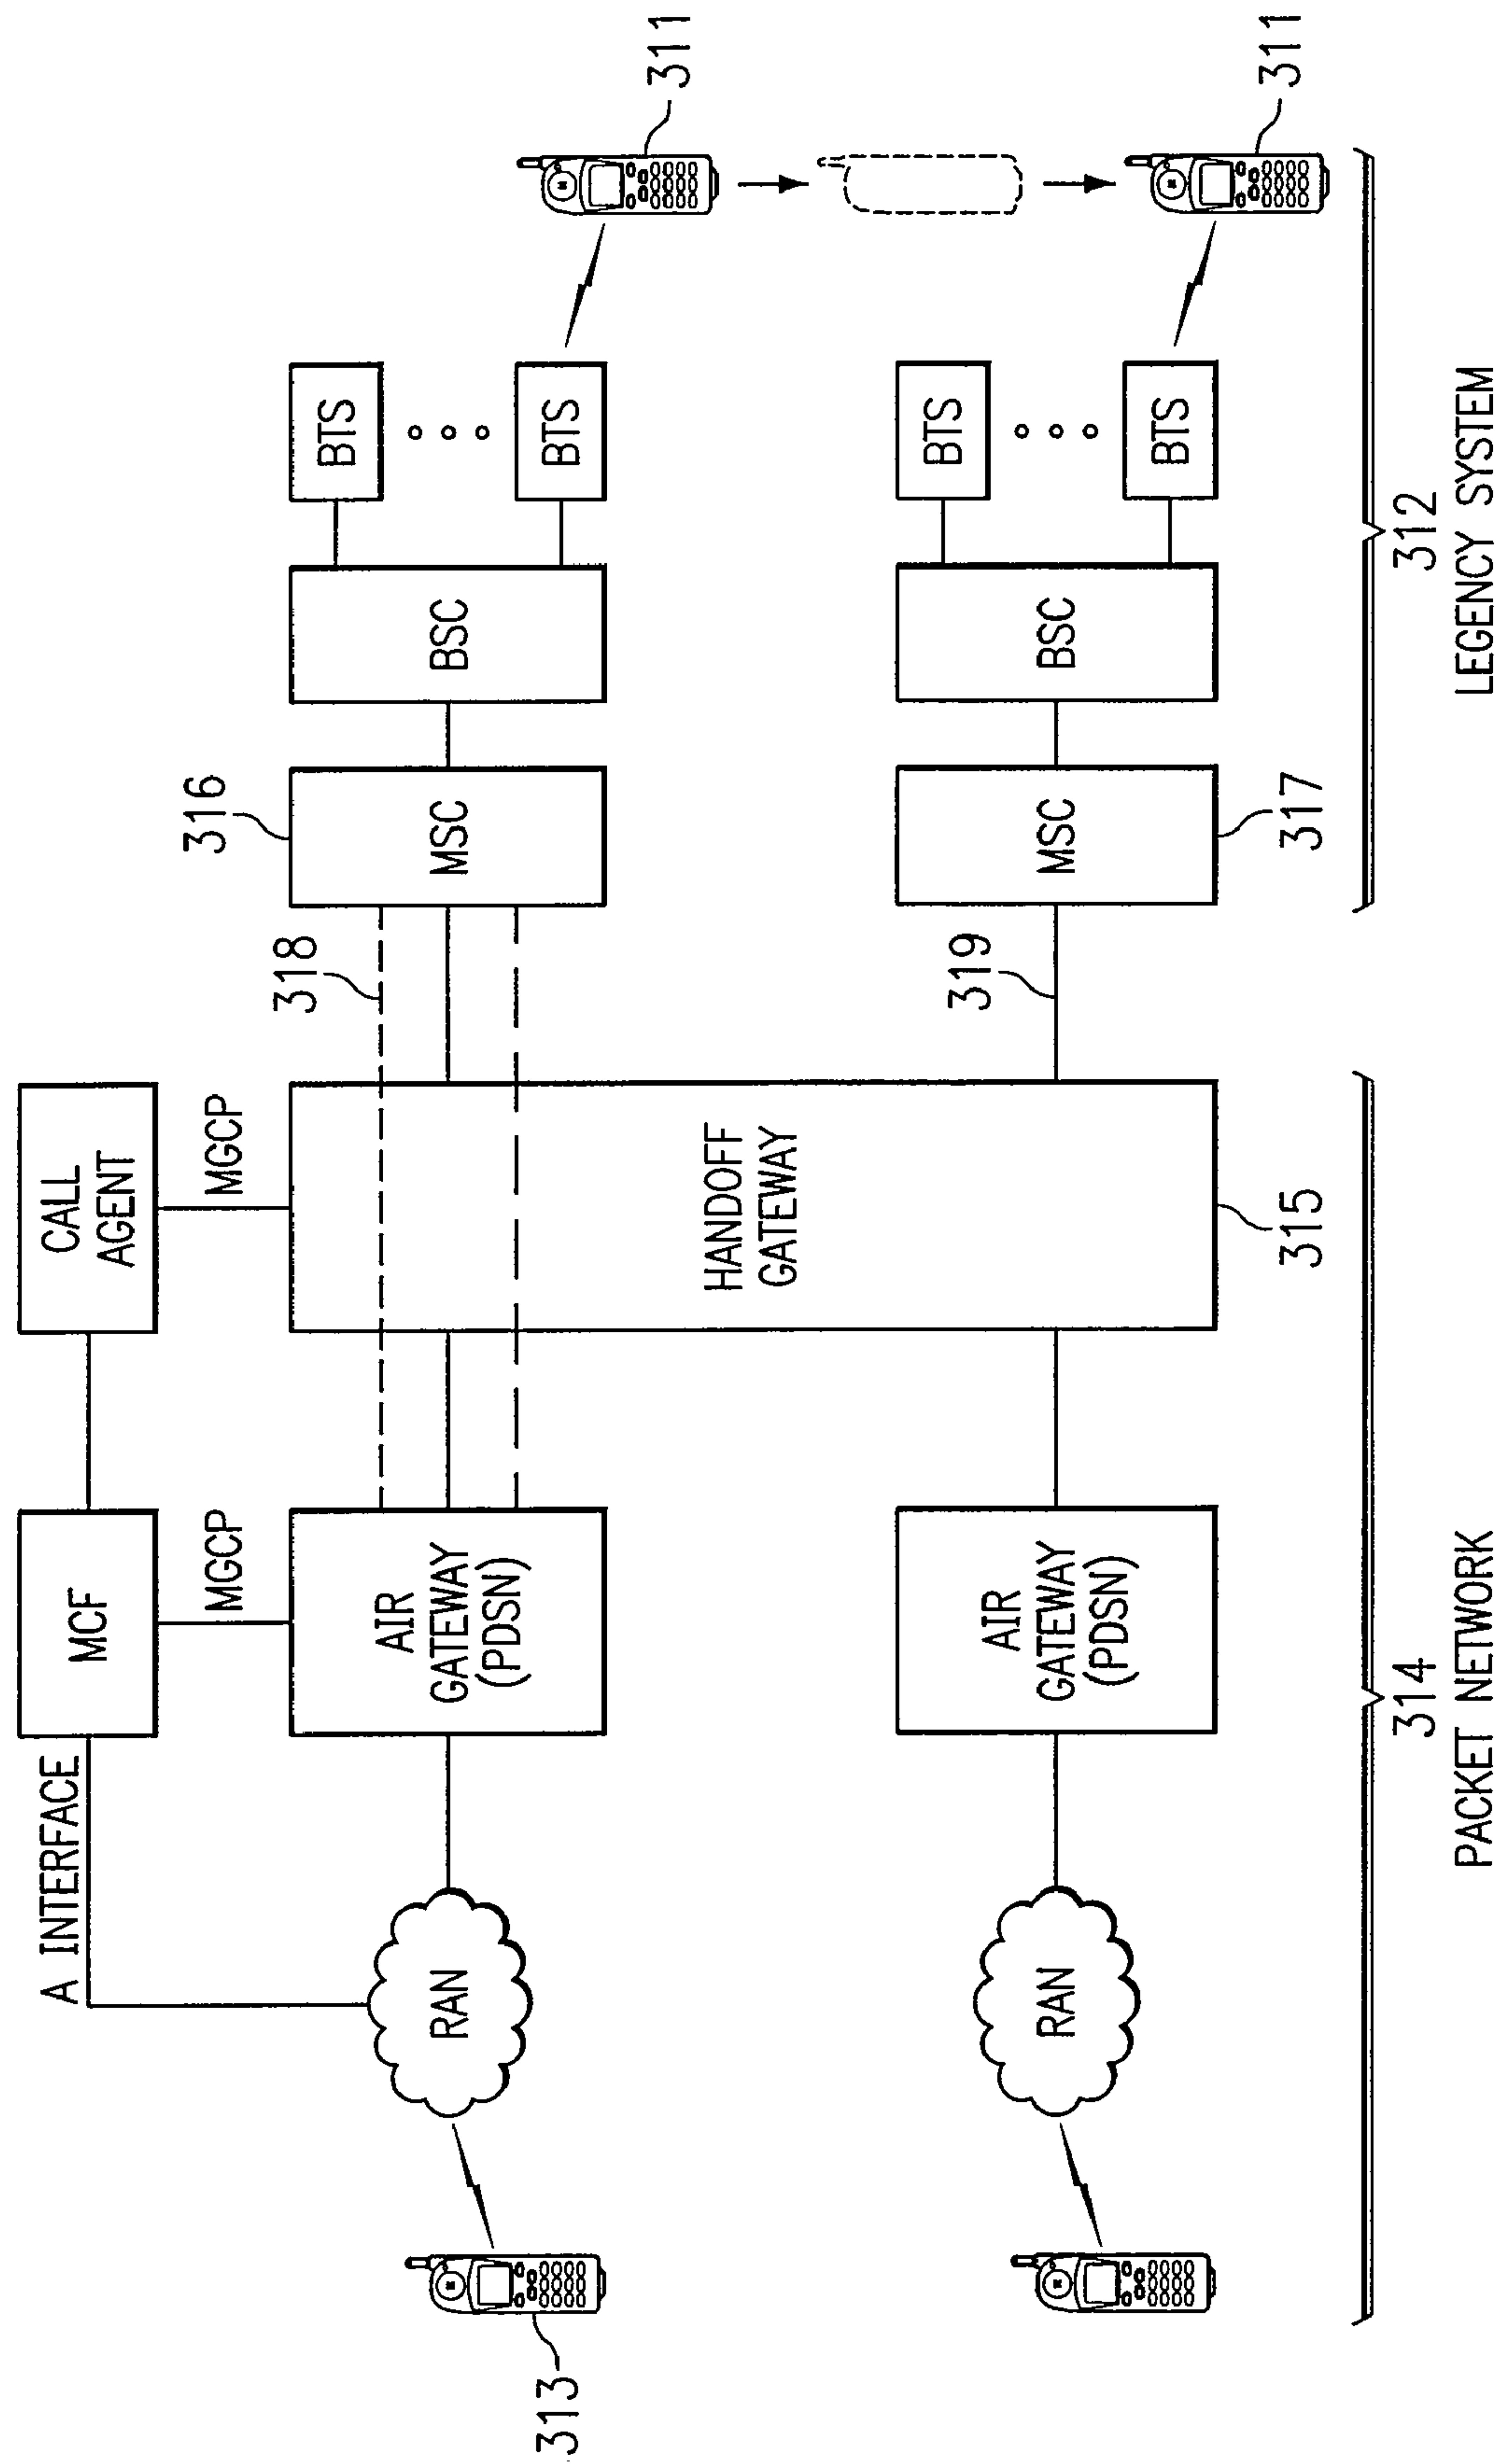 A INTERFACE
MCF
MGCP
CALL
AGENT
MGCP
313
RAN
AIR
GATEWAY
(PDSN)
318
316
MSC
BSC
BTS
BTS
311
HANDOFF
GATEWAY
315
RAN
AIR
GATEWAY
(PDSN)
319
MSC
317
BSC
BTS
BTS
311
314
PACKET NETWORK
312
LEGENCY SYSTEM